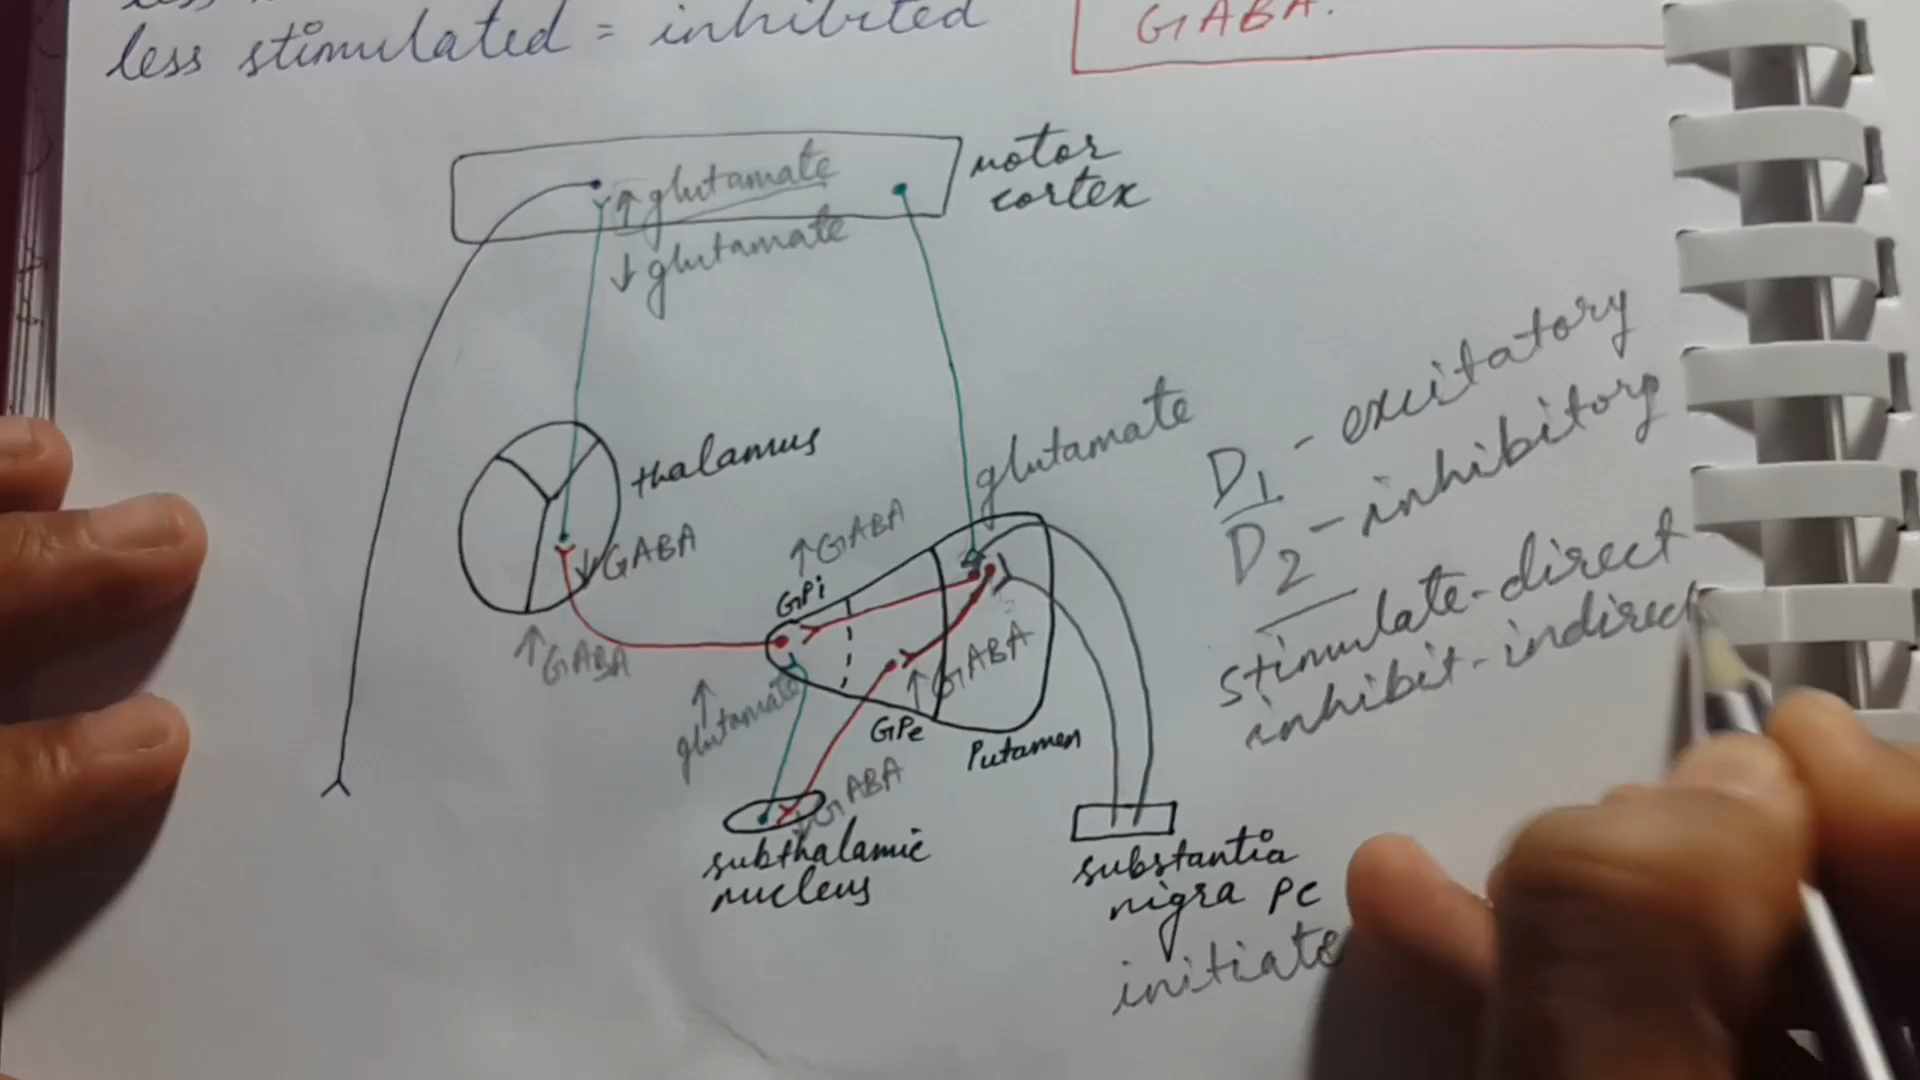 less stimulated = inhibited
GABA.
motor
cortex
↑ glutamate
↓ glutamate
thalamus
glutamate
D1 - excitatory
D2 - inhibitory
stimulate - direct
inhibit - indirect
↓ GABA
↑ GABA
GPi
↑ GABA
↑ GABA
↑ glutamate
GPe
Putamen
↓ GABA
subthalamic
nucleus
substantia
nigra pc
initiate